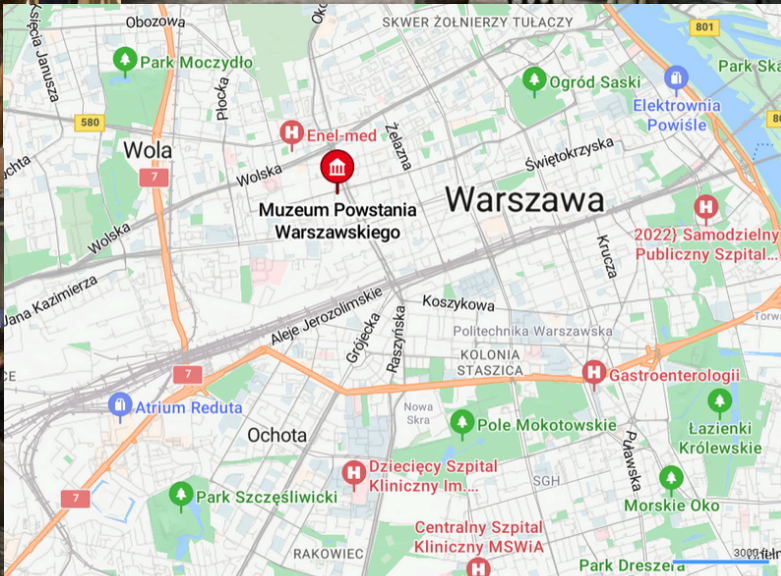 Obozowa
SKWER ŻOŁNIERZY TUŁACZY
801
Księcia Janusza
Park Moczydło
Płocka
Ogród Saski
Elektrownia
Powiśle
580
Wola
Enel-med
Żelazna
Świętokrzyska
7
Wolska
Muzeum Powstania
Warszawskiego
Warszawa
2022} Samodzielny
Publiczny Szpital...
Wolska
Krucza
Jana Kazimierza
Aleje Jerozolimskie
Koszykowa
Grójecka
Raszyńska
Politechnika Warszawska
KOLONIA
STASZICA
7
Gastroenterologii
Atrium Reduta
Nowa
Skra
Pole Mokotowskie
Łazienki
Królewskie
Ochota
Puławska
Dziecięcy Szpital
Kliniczny Im....
SGH
7
Park Szczęśliwicki
Morskie Oko
Centralny Szpital
Kliniczny MSWiA
RAKOWIEC
Park Dreszera